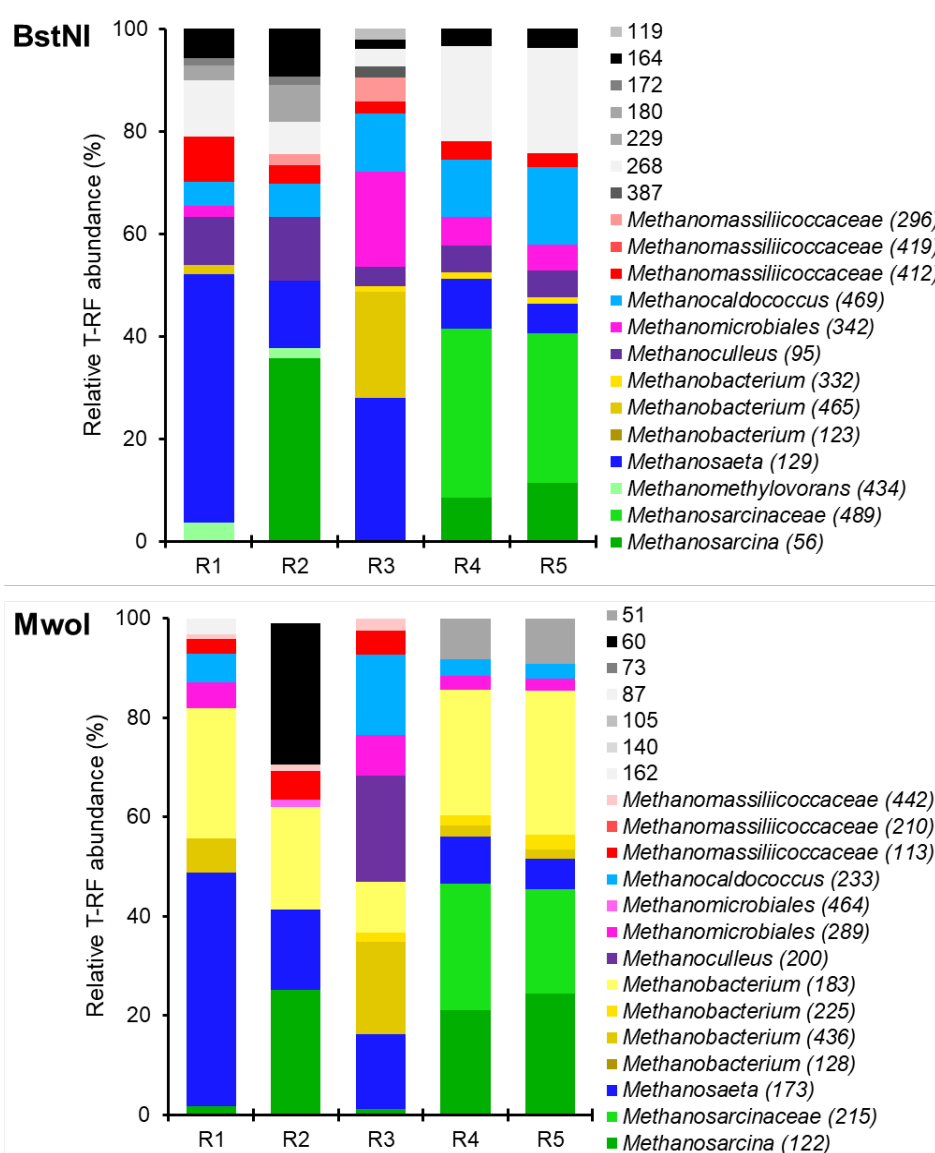 BstNI
Relative T-RF abundance (%)
100
80
60
40
20
0
R1 R2 R3 R4 R5
119
164
172
180
229
268
387
Methanomassiliicoccaceae (296)
Methanomassiliicoccaceae (419)
Methanomassiliicoccaceae (412)
Methanocaldococcus (469)
Methanomicrobiales (342)
Methanoculleus (95)
Methanobacterium (332)
Methanobacterium (465)
Methanobacterium (123)
Methanosaeta (129)
Methanomethylovorans (434)
Methanosarcinaceae (489)
Methanosarcina (56)
MwoI
Relative T-RF abundance (%)
100
80
60
40
20
0
R1 R2 R3 R4 R5
51
60
73
87
105
140
162
Methanomassiliicoccaceae (442)
Methanomassiliicoccaceae (210)
Methanomassiliicoccaceae (113)
Methanocaldococcus (233)
Methanomicrobiales (464)
Methanomicrobiales (289)
Methanoculleus (200)
Methanobacterium (183)
Methanobacterium (225)
Methanobacterium (436)
Methanobacterium (128)
Methanosaeta (173)
Methanosarcinaceae (215)
Methanosarcina (122)